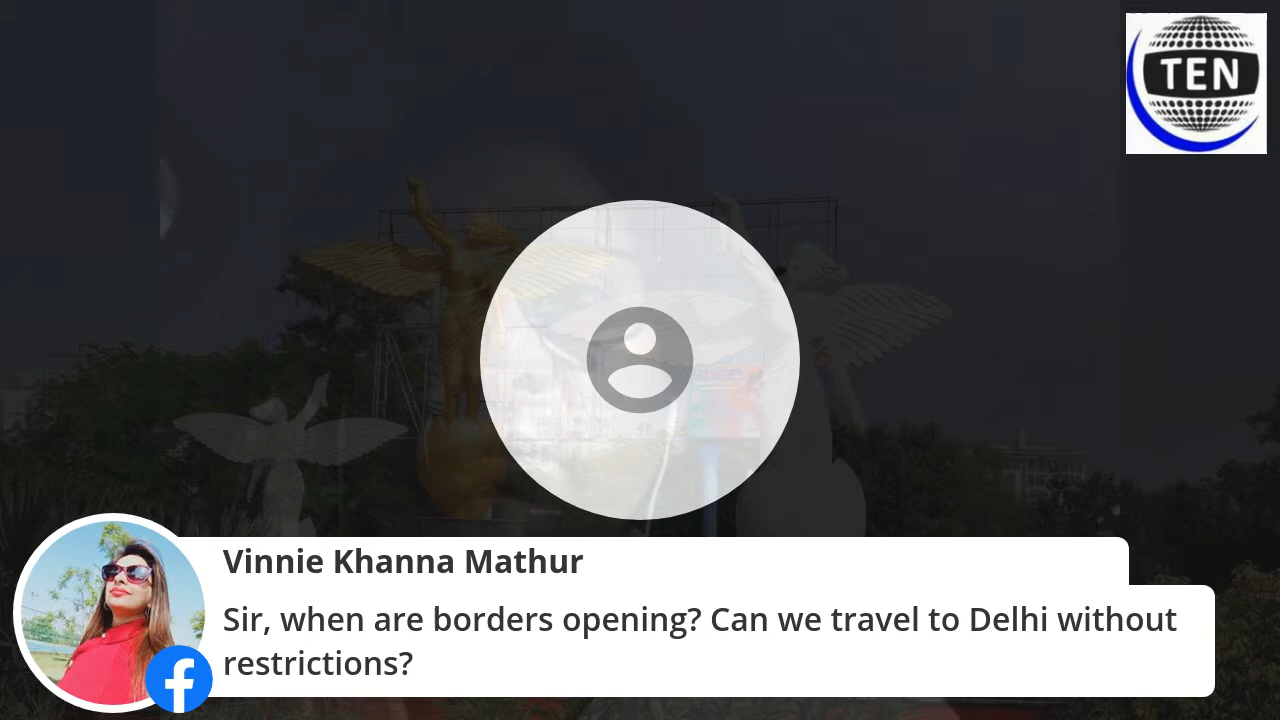 TEN
Vinnie Khanna Mathur
Sir, when are borders opening? Can we travel to Delhi without
restrictions?